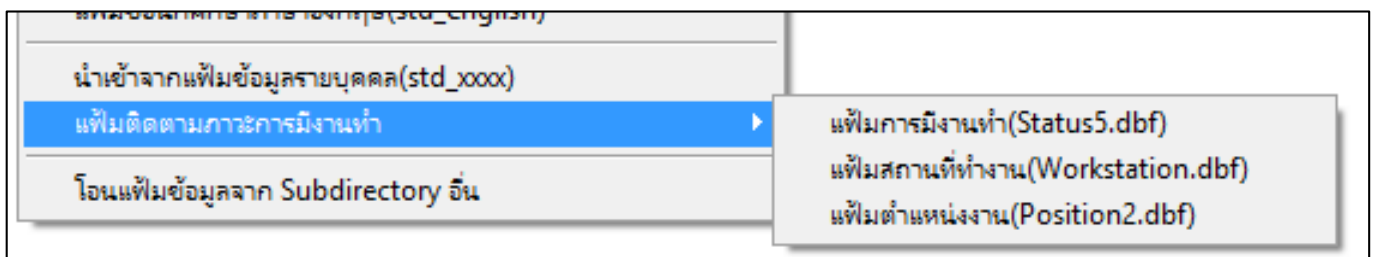 นำเข้าจากแฟ้มข้อมูลรายบุคคล(std_xxxx)
แฟ้มติดตามภาวะการมีงานทำ
แฟ้มการมีงานทำ(Status5.dbf)
แฟ้มสถานที่ทำงาน(Workstation.dbf)
แฟ้มตำแหน่งงาน(Position2.dbf)
โอนแฟ้มข้อมูลจาก Subdirectory อื่น